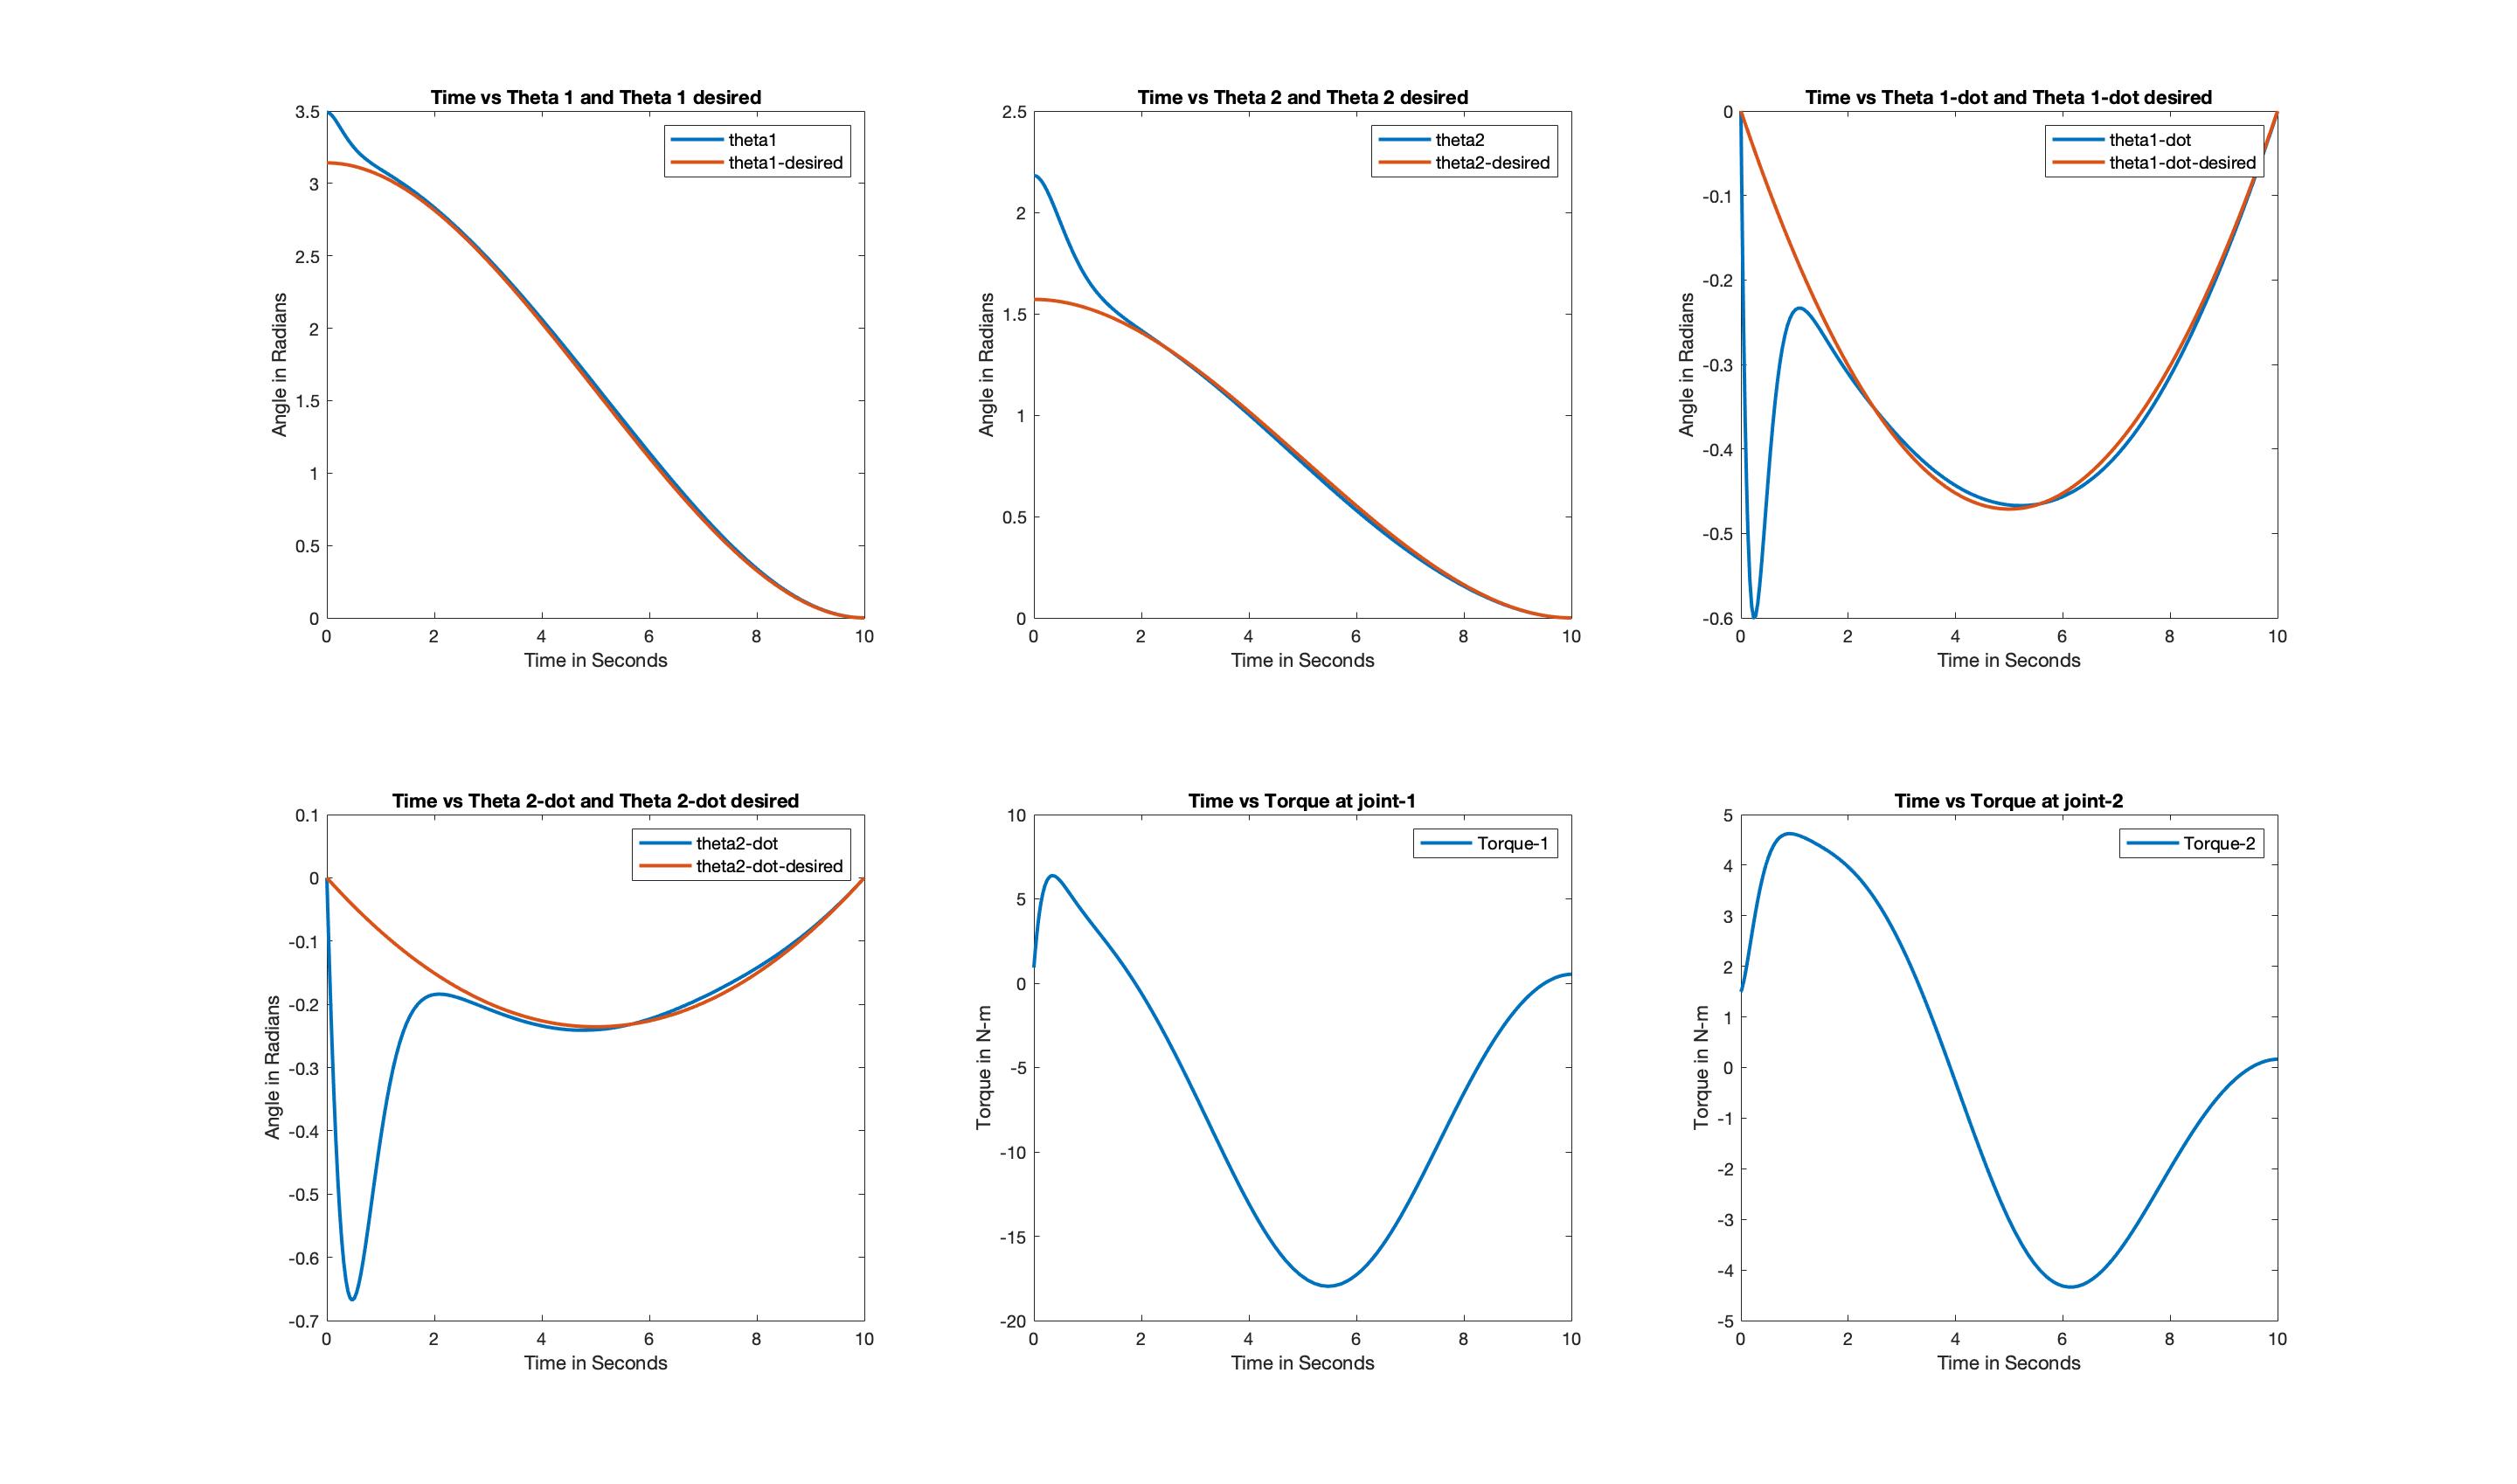 Time vs Theta 1 and Theta 1 desired
3.5
3
2.5
2
1.5
1
0.5
0
Angle in Radians
theta1
theta1-desired
0 2 4 6 8 10
Time in Seconds
Time vs Theta 2 and Theta 2 desired
2.5
2
1.5
1
0.5
0
Angle in Radians
theta2
theta2-desired
0 2 4 6 8 10
Time in Seconds
Time vs Theta 1-dot and Theta 1-dot desired
0
-0.1
-0.2
-0.3
-0.4
-0.5
-0.6
Angle in Radians
theta1-dot
theta1-dot-desired
0 2 4 6 8 10
Time in Seconds
Time vs Theta 2-dot and Theta 2-dot desired
0.1
0
-0.1
-0.2
-0.3
-0.4
-0.5
-0.6
-0.7
Angle in Radians
theta2-dot
theta2-dot-desired
0 2 4 6 8 10
Time in Seconds
Time vs Torque at joint-1
10
5
0
-5
-10
-15
-20
Torque in N-m
Torque-1
0 2 4 6 8 10
Time in Seconds
Time vs Torque at joint-2
5
4
3
2
1
0
-1
-2
-3
-4
-5
Torque in N-m
Torque-2
0 2 4 6 8 10
Time in Seconds